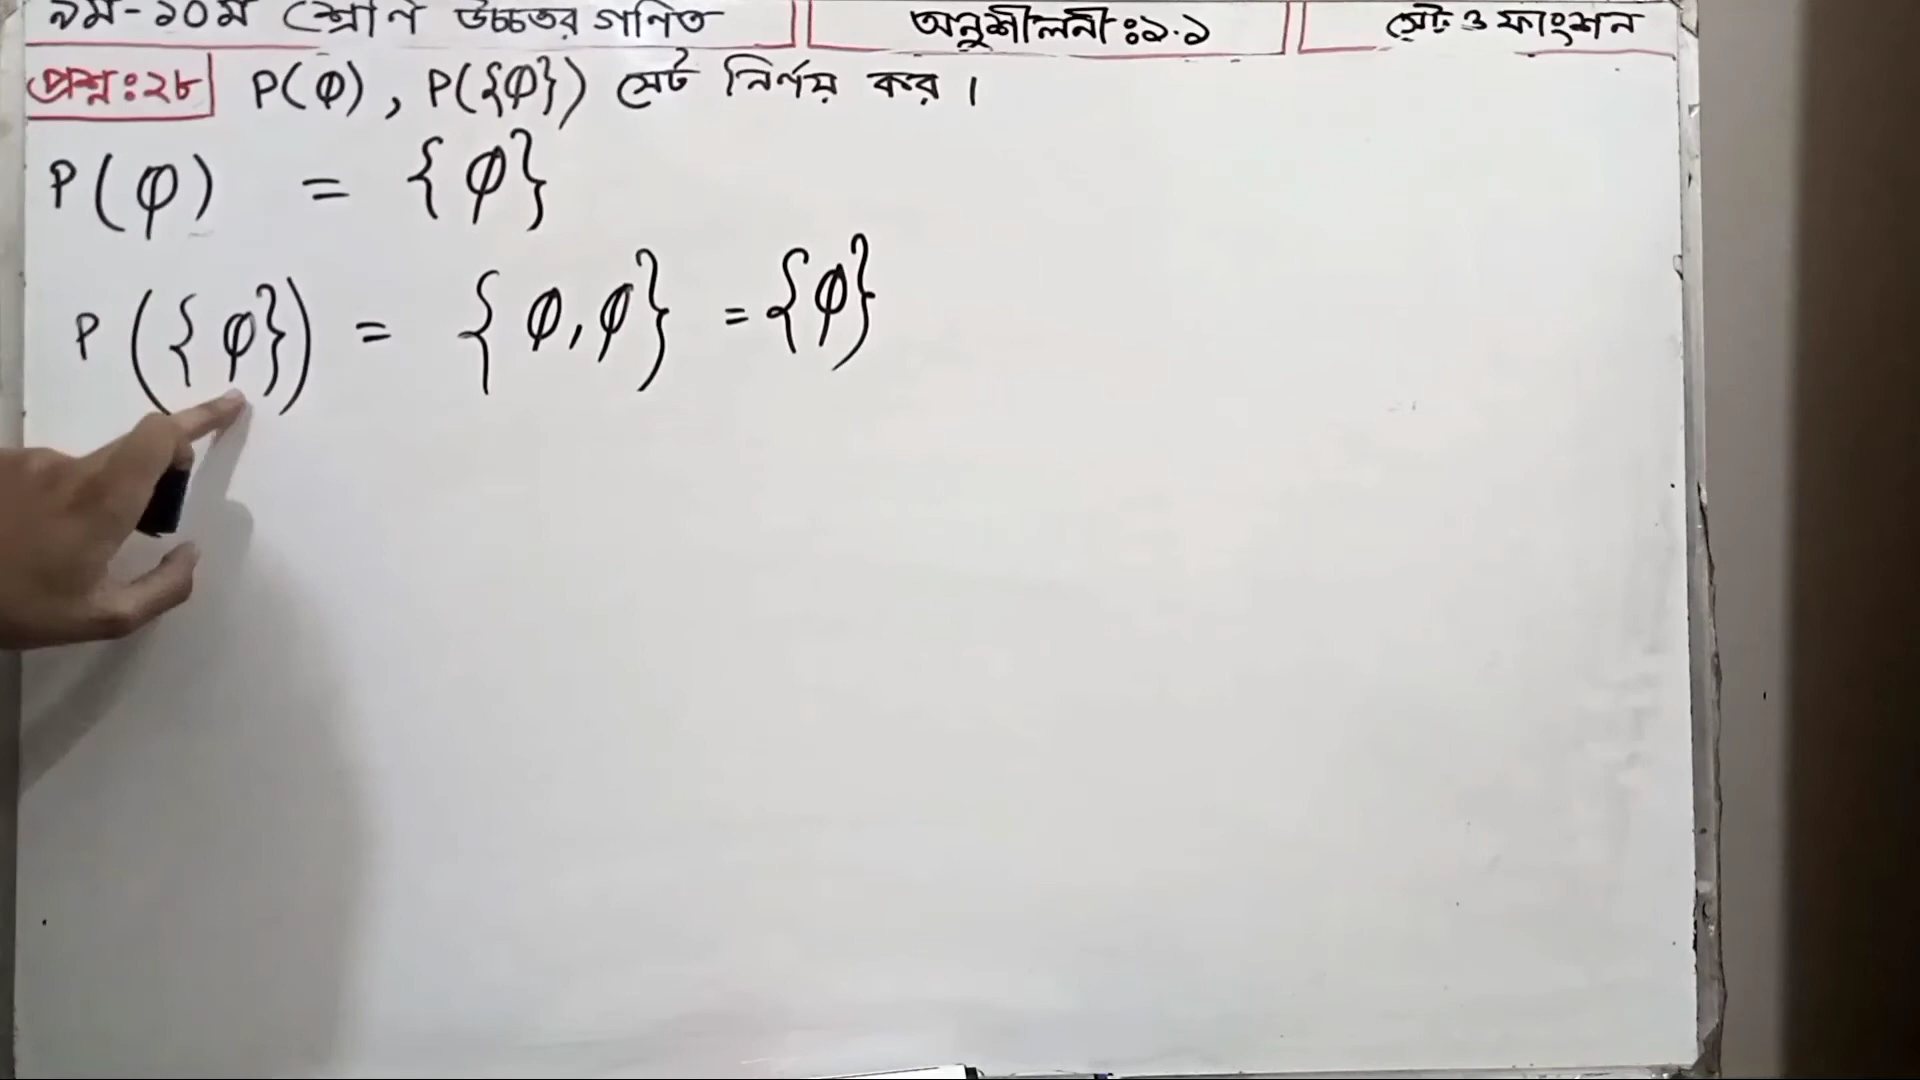 ৯ম-১০ম শ্রেণি উচ্চতর গণিত অনুশীলনী:১.১ সেট ও ফাংশন
প্রশ্ন:২৮ P(φ), P({φ}) সেট নির্ণয় কর।
P(φ) = {φ}
P({φ}) = {φ, φ} = {φ}